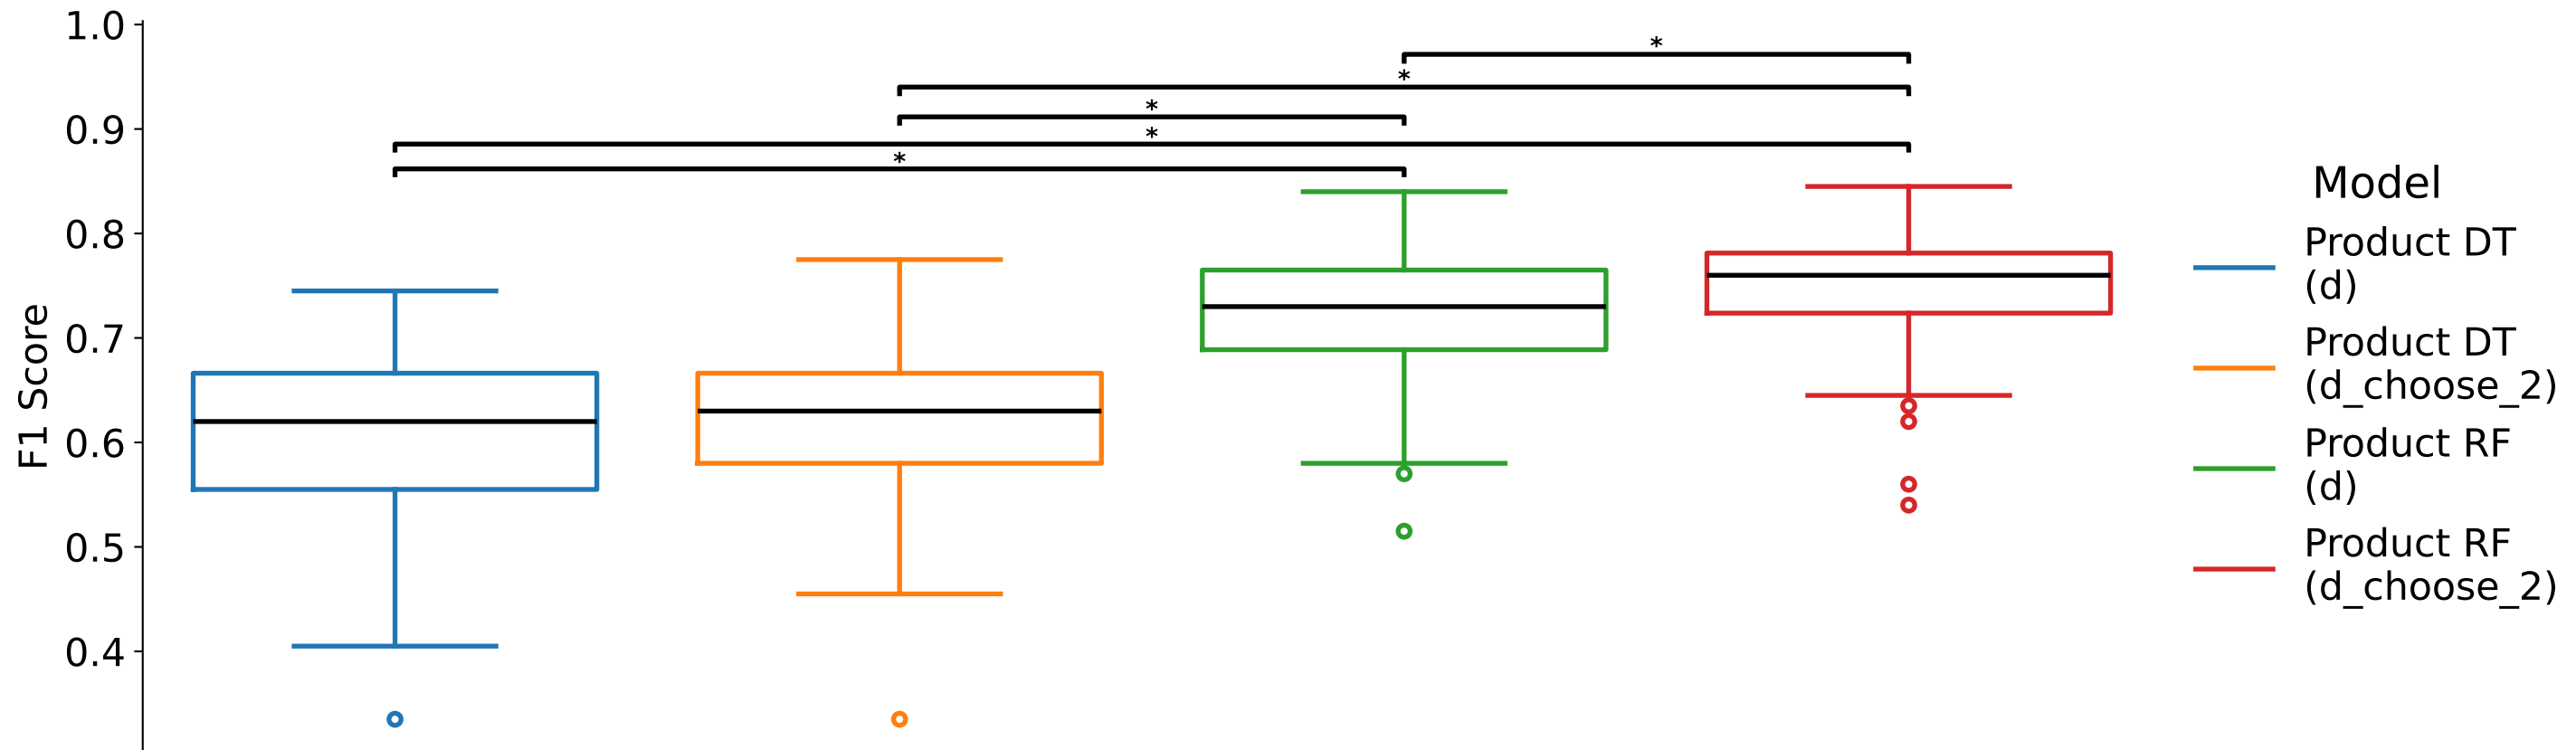 1.0
0.9
0.8
0.7
0.6
0.5
0.4
F1 Score
*
*
*
*
*
Model
Product DT
(d)
Product DT
(d_choose_2)
Product RF
(d)
Product RF
(d_choose_2)